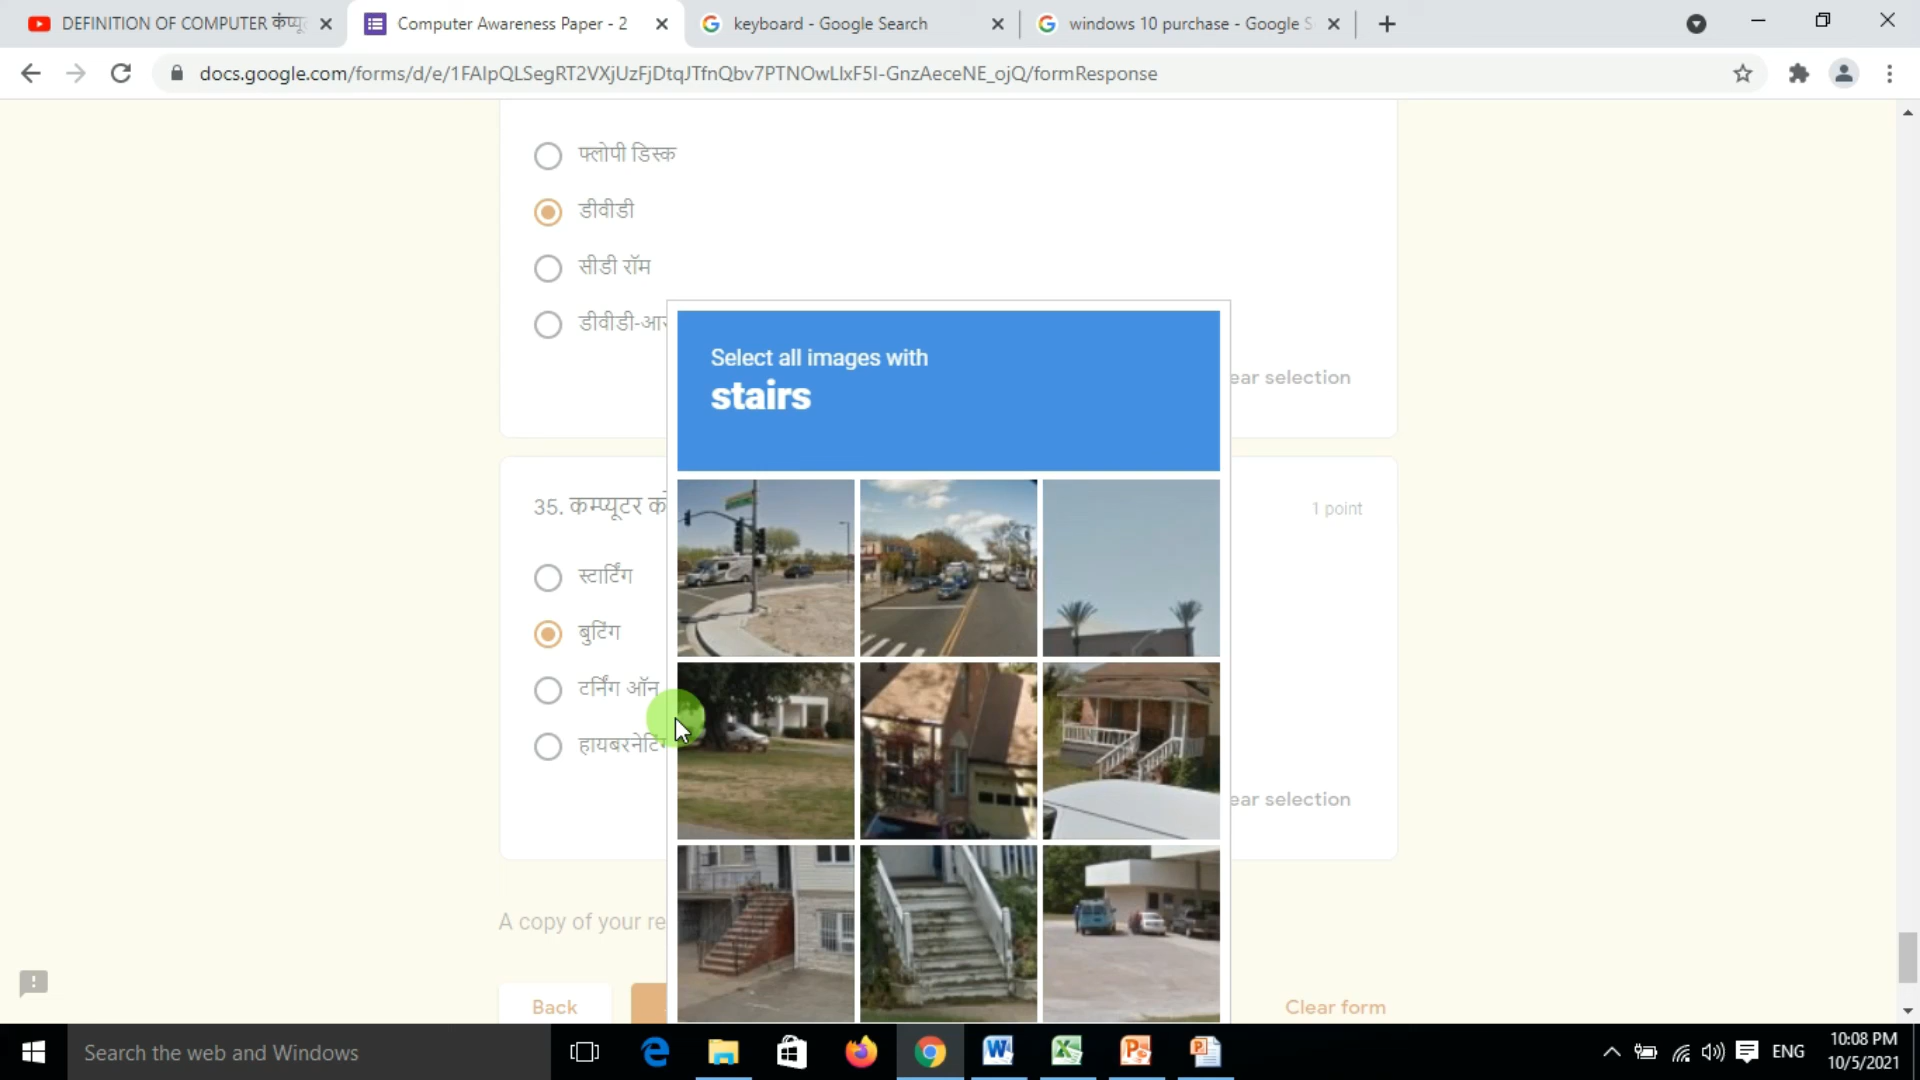 DEFINITION OF COMPUTER
Computer Awareness Paper - 2
keyboard - Google Search
windows 10 purchase - Google S
docs.google.com/forms/d/e/1FAIpQLSegRT2VXjUzFjDtqJTfnQbv7PTNOwLlxF5I-GnzAeceNE_ojQ/formResponse
फ्लोपी डिस्क
डीवीडी
सीडी रॉम
डीवीडी-आर
ear selection
Select all images with
stairs
35. कम्प्यूटर को
1 point
स्टार्टिंग
बुटिंग
टर्निंग ऑन
हायबरनेटिंग
ear selection
A copy of your re
Back
Clear form
Search the web and Windows
ENG
10:08 PM
10/5/2021